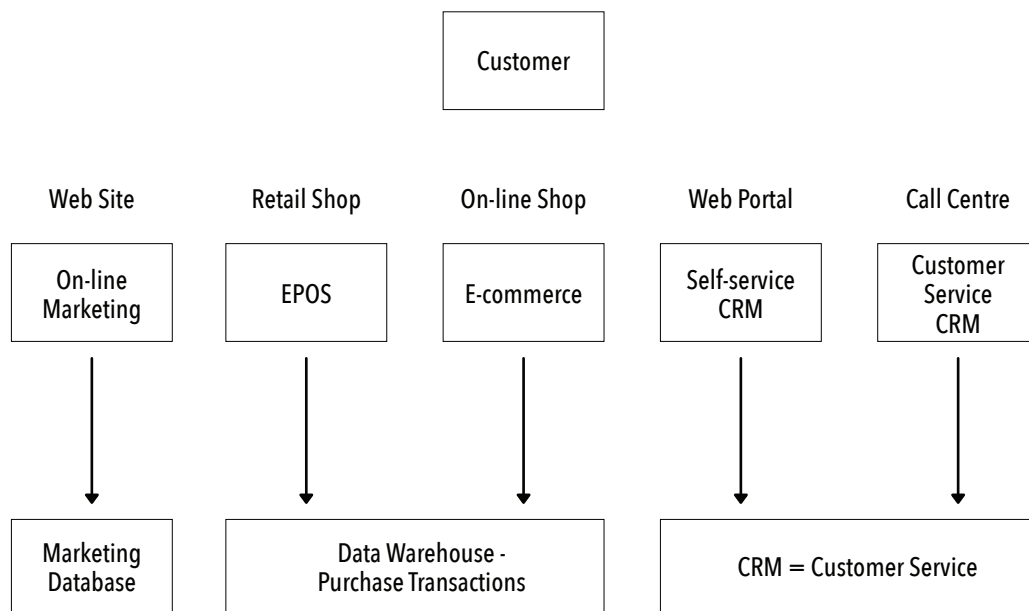 Customer
Web Site
Retail Shop
On-line Shop
Web Portal
Call Centre
On-line
Marketing
EPOS
E-commerce
Self-service
CRM
Customer
Service
CRM
Marketing
Database
Data Warehouse -
Purchase Transactions
CRM = Customer Service